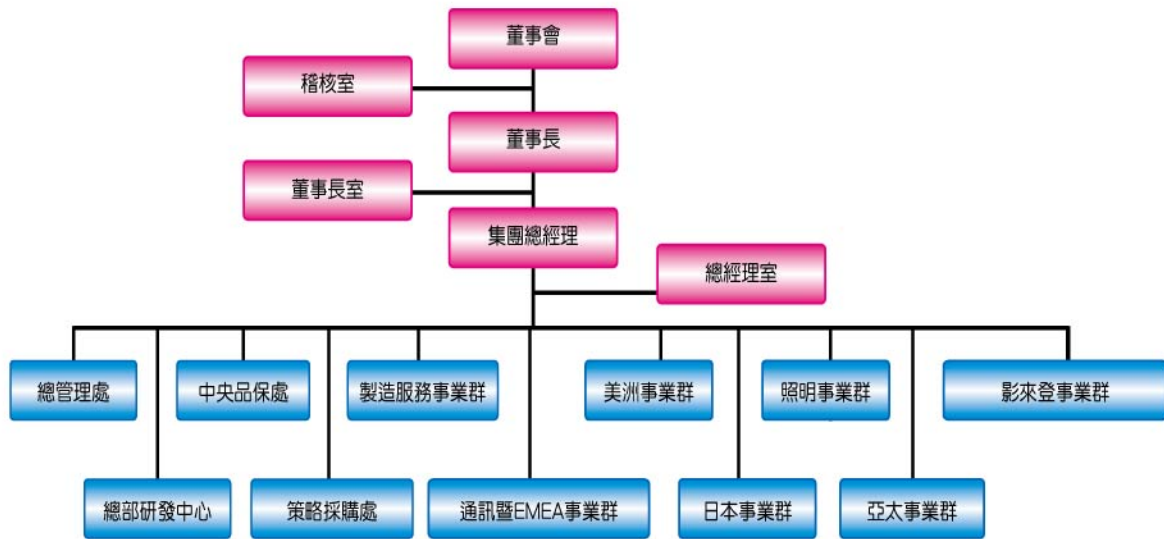 董事會
稽核室
董事長
董事長室
集團總經理
總經理室
總管理處
中央品保處
製造服務事業群
美洲事業群
照明事業群
影來登事業群
總部研發中心
策略採購處
通訊暨EMEA事業群
日本事業群
亞太事業群